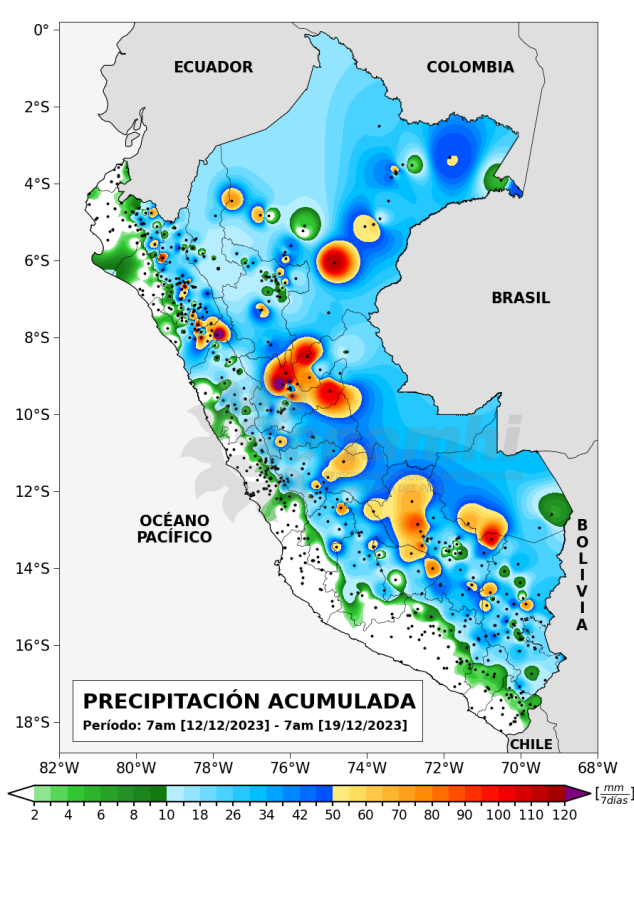 0°
2°S
4°S
6°S
8°S
10°S
12°S
14°S
16°S
18°S
ECUADOR
COLOMBIA
BRASIL
OCÉANO
PACÍFICO
B
O
L
I
V
I
A
PRECIPITACIÓN ACUMULADA
Período: 7am [12/12/2023] - 7am [19/12/2023]
CHILE
82°W 80°W 78°W 76°W 74°W 72°W 70°W 68°W
2 4 6 8 10 18 26 34 42 50 60 70 80 90 100 110 120
[mm/7días]